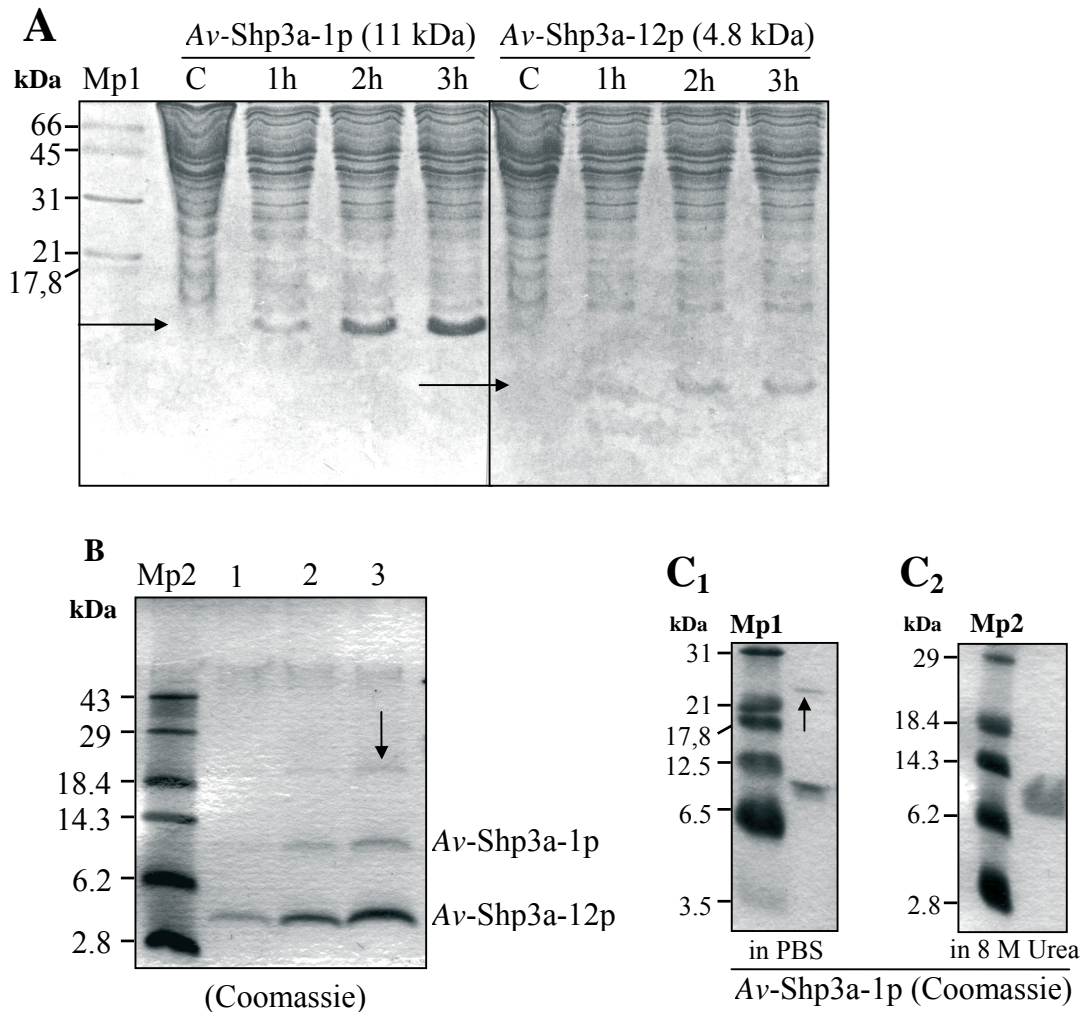 A
Av-Shp3a-1p (11 kDa) Av-Shp3a-12p (4.8 kDa)
kDa Mp1 C 1h 2h 3h C 1h 2h 3h
66
45
31
21
17,8
B
Mp2 1 2 3
kDa
43
29
18.4
14.3
6.2
2.8
Av-Shp3a-1p
Av-Shp3a-12p
(Coomassie)
C1
kDa Mp1
31
21
17,8
12.5
6.5
3.5
in PBS
C2
kDa Mp2
29
18.4
14.3
6.2
2.8
in 8 M Urea
Av-Shp3a-1p (Coomassie)